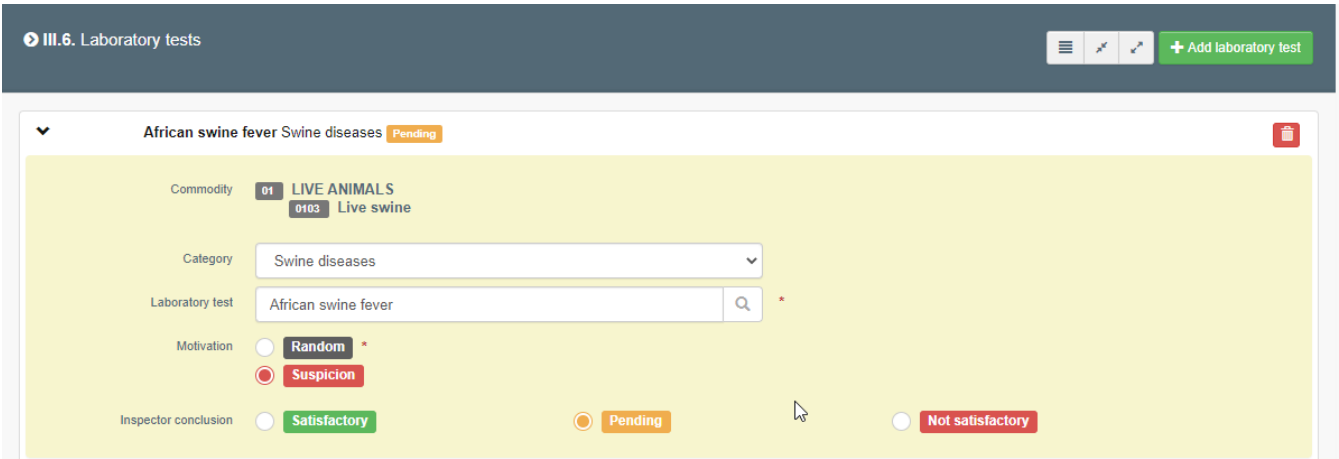 III.6. Laboratory tests
Add laboratory test
African swine fever Swine diseases Pending
Commodity 01 LIVE ANIMALS
0103 Live swine
Category Swine diseases
Laboratory test African swine fever *
Motivation Random *
Suspicion
Inspector conclusion Satisfactory Pending Not satisfactory